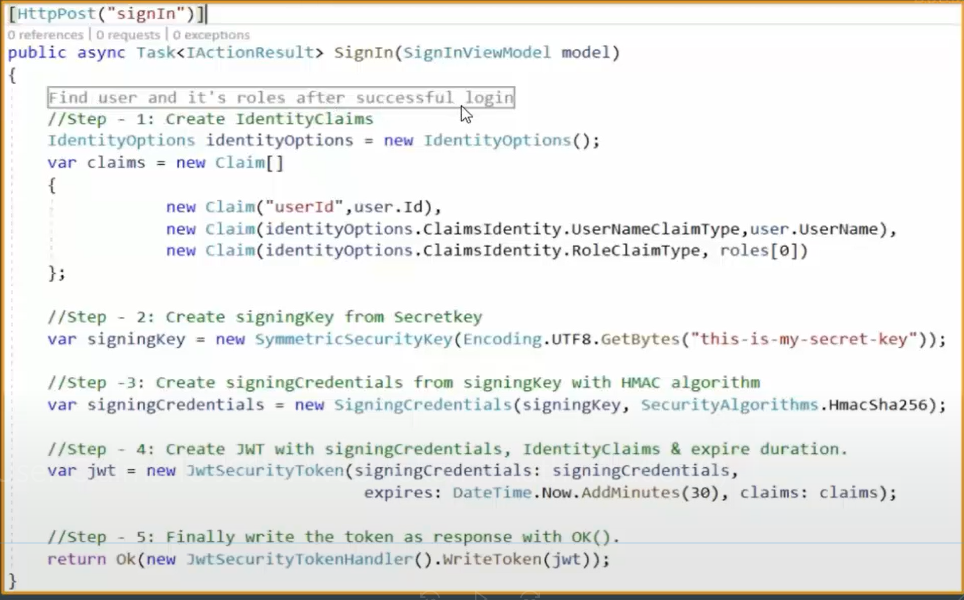 [HttpPost("signIn")]
0 references | 0 requests | 0 exceptions
public async Task<IActionResult> SignIn(SignInViewModel model)
{
Find user and it's roles after successful login
//Step - 1: Create IdentityClaims
IdentityOptions identityOptions = new IdentityOptions();
var claims = new Claim[]
{
new Claim("userId",user.Id),
new Claim(identityOptions.ClaimsIdentity.UserNameClaimType,user.UserName),
new Claim(identityOptions.ClaimsIdentity.RoleClaimType, roles[0])
};
//Step - 2: Create signingKey from Secretkey
var signingKey = new SymmetricSecurityKey(Encoding.UTF8.GetBytes("this-is-my-secret-key"));
//Step -3: Create signingCredentials from signingKey with HMAC algorithm
var signingCredentials = new SigningCredentials(signingKey, SecurityAlgorithms.HmacSha256);
//Step - 4: Create JWT with signingCredentials, IdentityClaims & expire duration.
var jwt = new JwtSecurityToken(signingCredentials: signingCredentials,
expires: DateTime.Now.AddMinutes(30), claims: claims);
//Step - 5: Finally write the token as response with OK().
return Ok(new JwtSecurityTokenHandler().WriteToken(jwt));
}